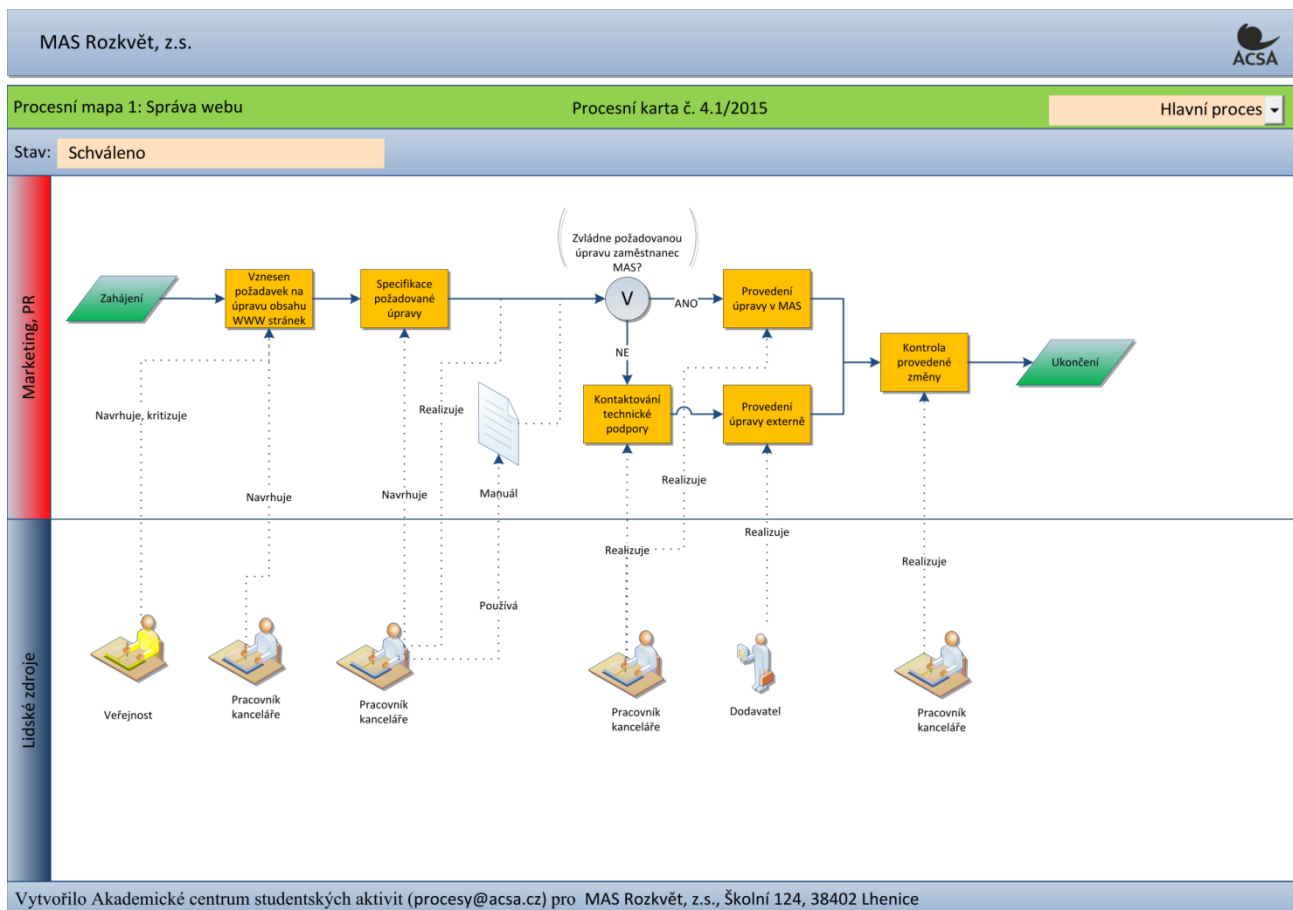 MAS Rozkvět, z.s.
ACSA
Procesní mapa 1: Správa webu
Procesní karta č. 4.1/2015
Hlavní proces
Stav:
Schváleno
Marketing, PR
Zahájení
Vznesen
požadavek na
úpravu obsahu
WWW stránek
Specifikace
požadované
úpravy
Zvládne požadovanou
úpravu zaměstnanec
MAS?
V
ANO
NE
Provedení
úpravy v MAS
Kontaktování
technické
podpory
Provedení
úpravy externě
Kontrola
provedené
změny
Ukončení
Navrhuje, kritizuje
Realizuje
Navrhuje
Navrhuje
Manuál
Realizuje
Realizuje
Realizuje
Realizuje
Používá
Lidské zdroje
Veřejnost
Pracovník
kanceláře
Pracovník
kanceláře
Pracovník
kanceláře
Dodavatel
Pracovník
kanceláře
Vytvořilo Akademické centrum studentských aktivit (procesy@acsa.cz) pro MAS Rozkvět, z.s., Školní 124, 38402 Lhenice